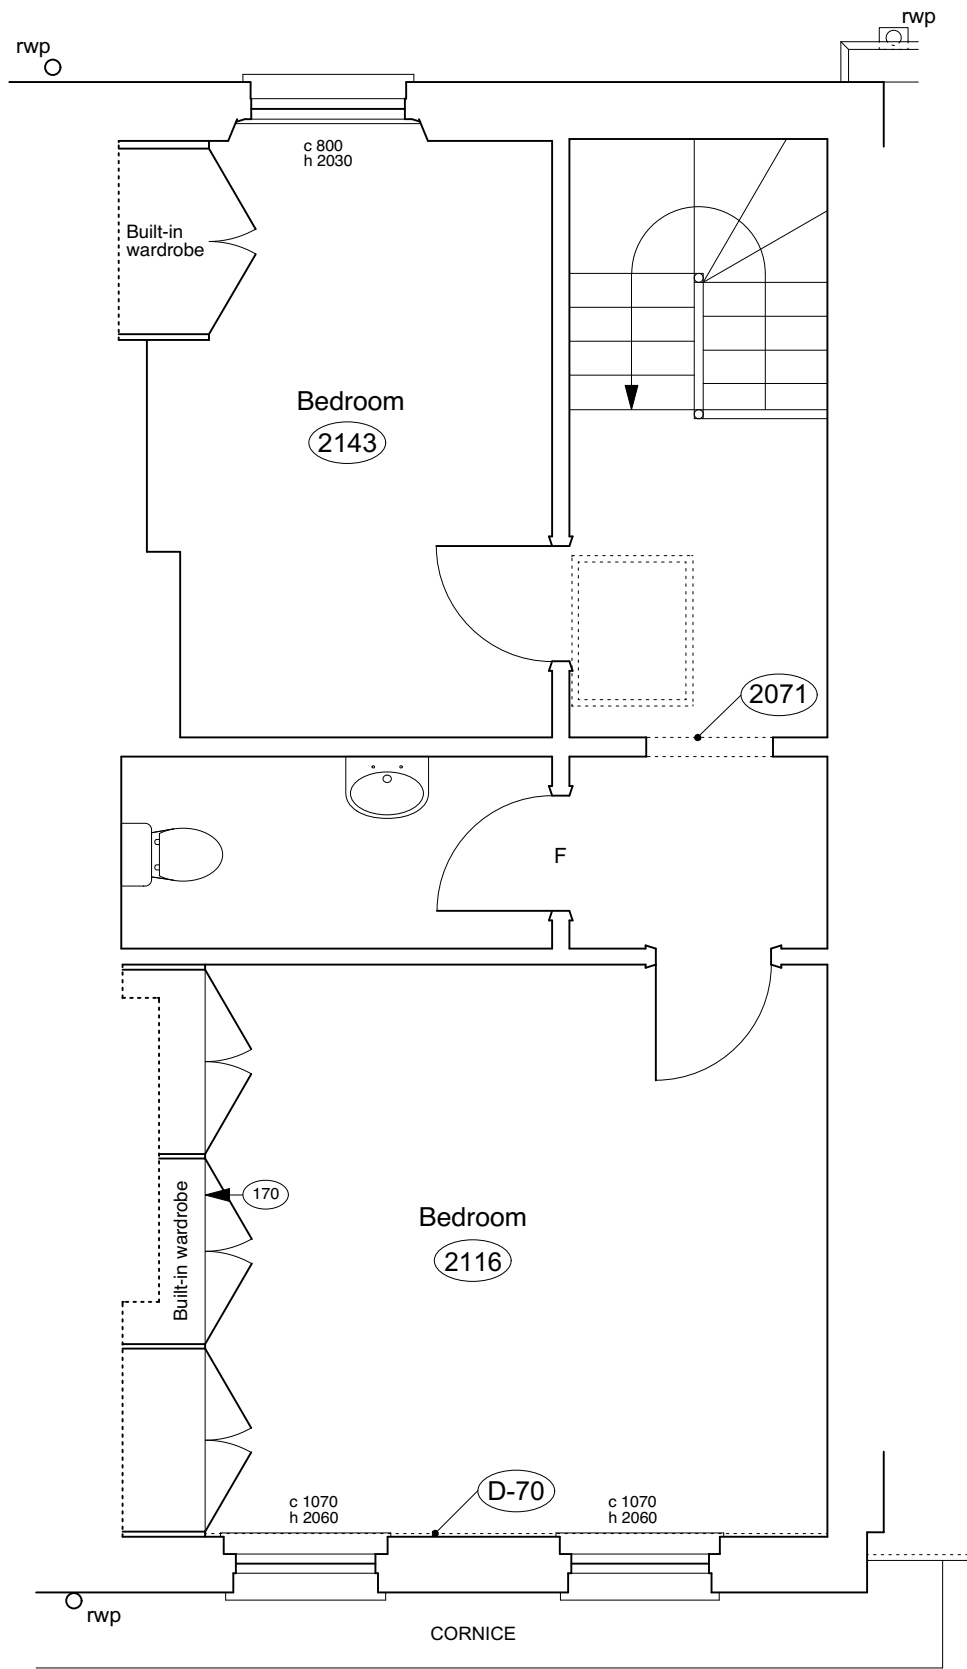 rwp
rwp
c 800
h 2030
Built-in
wardrobe
Bedroom
2143
2071
F
170
Built-in wardrobe
Bedroom
2116
D-70
c 1070
h 2060
c 1070
h 2060
rwp
CORNICE